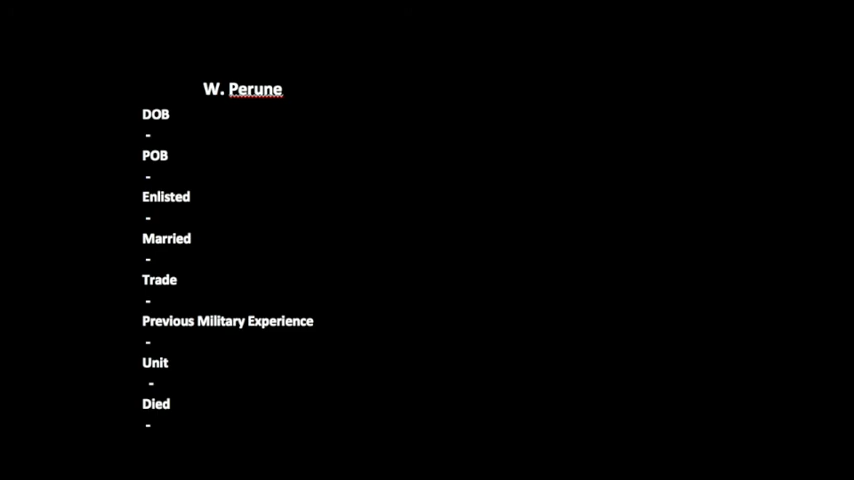 W. Perune
DOB
-
POB
-
Enlisted
-
Married
-
Trade
-
Previous Military Experience
-
Unit
-
Died
-